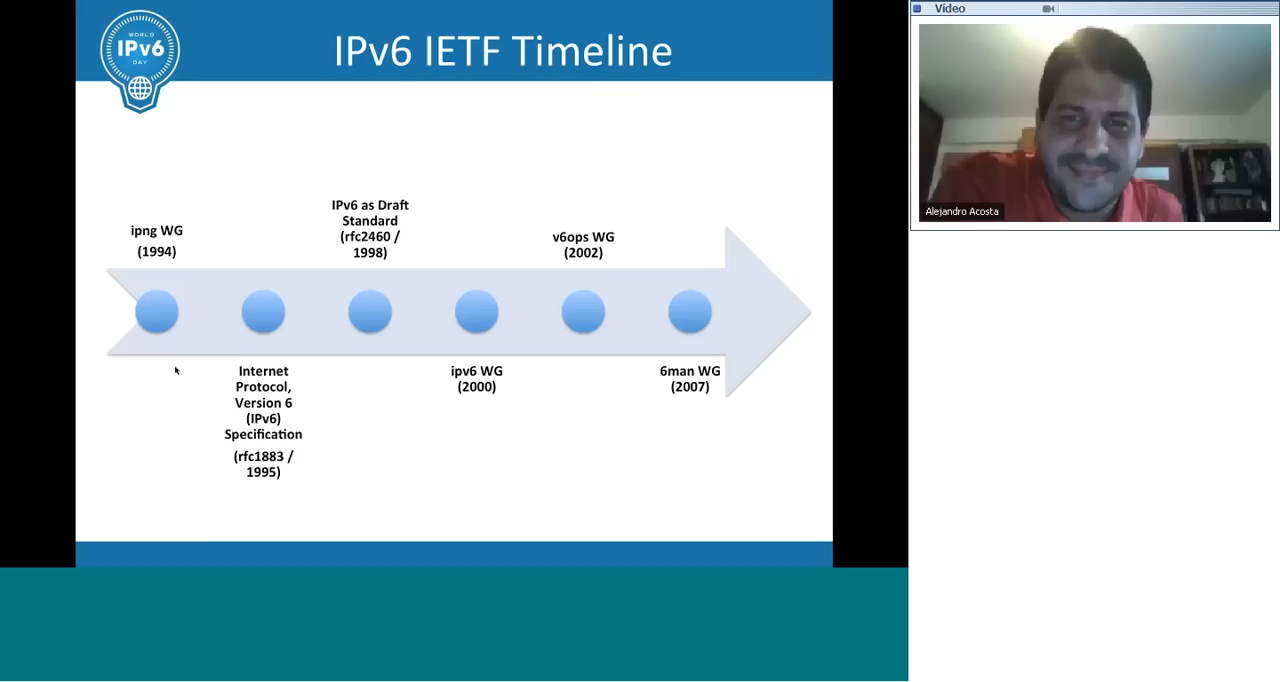 WORLD
IPv6
DAY
IPv6 IETF Timeline
ipng WG
(1994)
Internet
Protocol,
Version 6
(IPv6)
Specification
(rfc1883 /
1995)
IPv6 as Draft
Standard
(rfc2460 /
1998)
ipv6 WG
(2000)
v6ops WG
(2002)
6man WG
(2007)
Vídeo
Alejandro Acosta